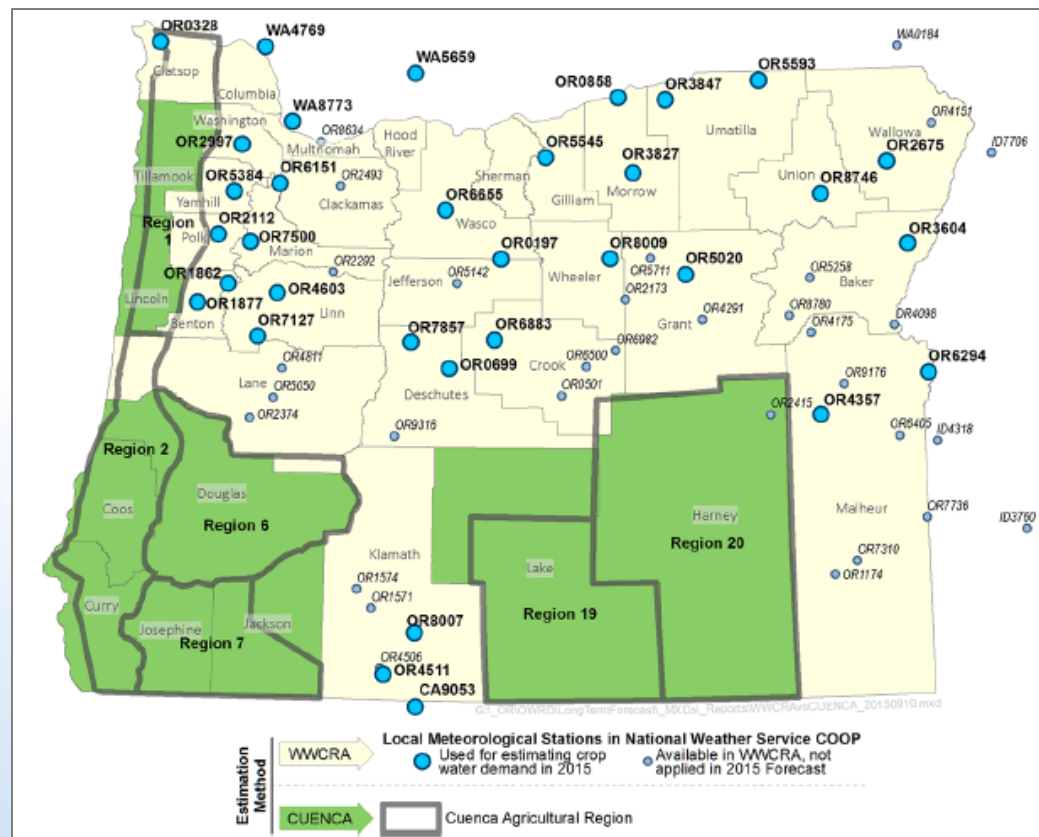 OR0328
WA4769
WA0184
WA5659
OR5593
OR0858
OR3847
Clatsop
Columbia
WA8773
OR4151
Washington
OR8634
Hood
River
Umatilla
Wallowa
OR2997
Multnomah
OR5545
OR2675
ID7706
Tillamook
OR6151
Sherman
OR3827
Morrow
Union
OR5384
OR2493
Gilliam
OR8746
Yamhill
Clackamas
OR6655
Wasco
OR2112
Region
1
Polk
OR7500
Marion
OR0197
OR8009
OR3604
OR2292
Jefferson
OR5142
Wheeler
OR5711
OR5020
OR5258
Baker
OR1862
Lincoln
OR1877
OR4603
Linn
OR2173
Benton
OR7127
OR7857
OR6883
Grant
OR4291
OR8780
OR4175
OR4098
OR4811
OR0699
Crook
OR6500
OR6982
OR6294
Lane
OR5050
Deschutes
OR0501
OR9176
OR2374
OR2415
OR4357
OR9316
OR6405
ID4318
Region 2
Douglas
Coos
Region 6
Harney
Malheur
OR7736
ID3760
Region 20
Klamath
Lake
OR7310
OR1574
OR1174
Curry
OR1571
Region 19
Josephine
Jackson
Region 7
OR8007
OR4506
OR4511
CA9053
G:\_OR\OWRD\LongTermForecast\_MXDs\_Reports\WWCRAvsCUENCA_20150910.mxd
Estimation
Method
Local Meteorological Stations in National Weather Service COOP
WWCRA
Used for estimating crop
water demand in 2015
Available in WWCRA, not
applied in 2015 Forecast
CUENCA
Cuenca Agricultural Region